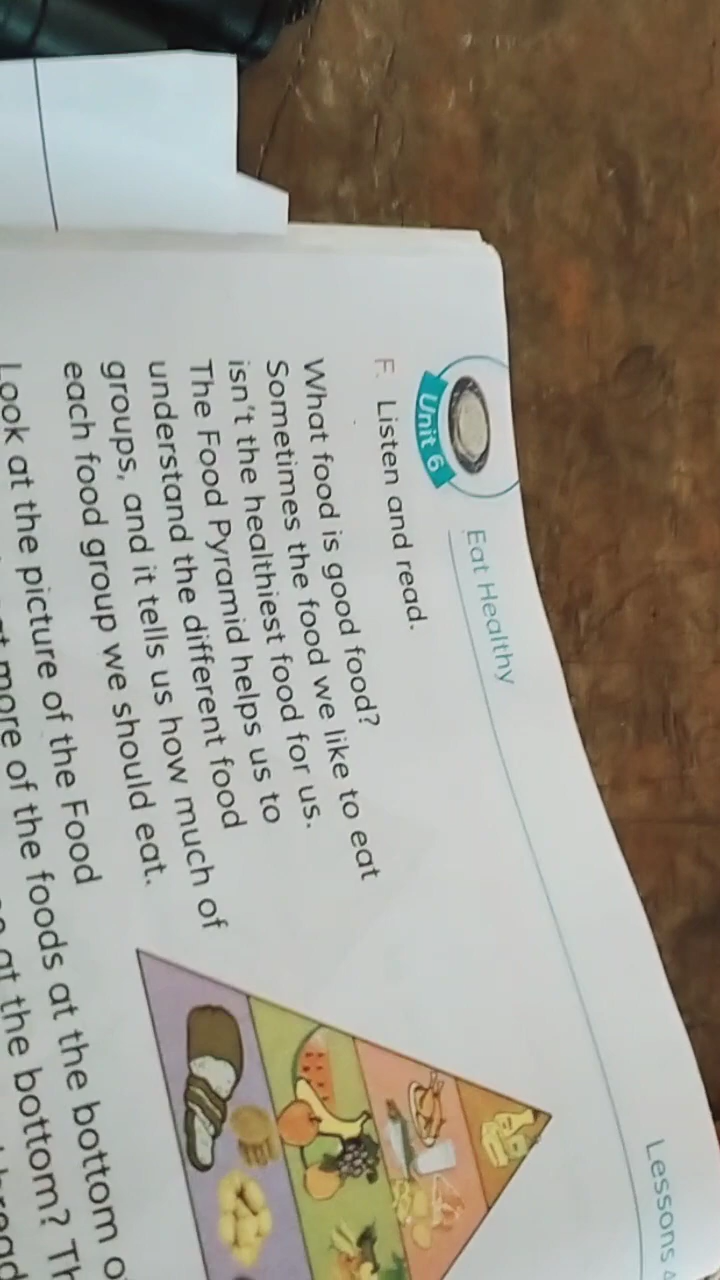 Unit 6
Eat Healthy
Lessons
F. Listen and read.
What food is good food?
Sometimes the food we like to eat
isn't the healthiest food for us.
The Food Pyramid helps us to
understand the different food
groups, and it tells us how much of
each food group we should eat.
Look at the picture of the Food
more of the foods at the bottom
at the bottom?